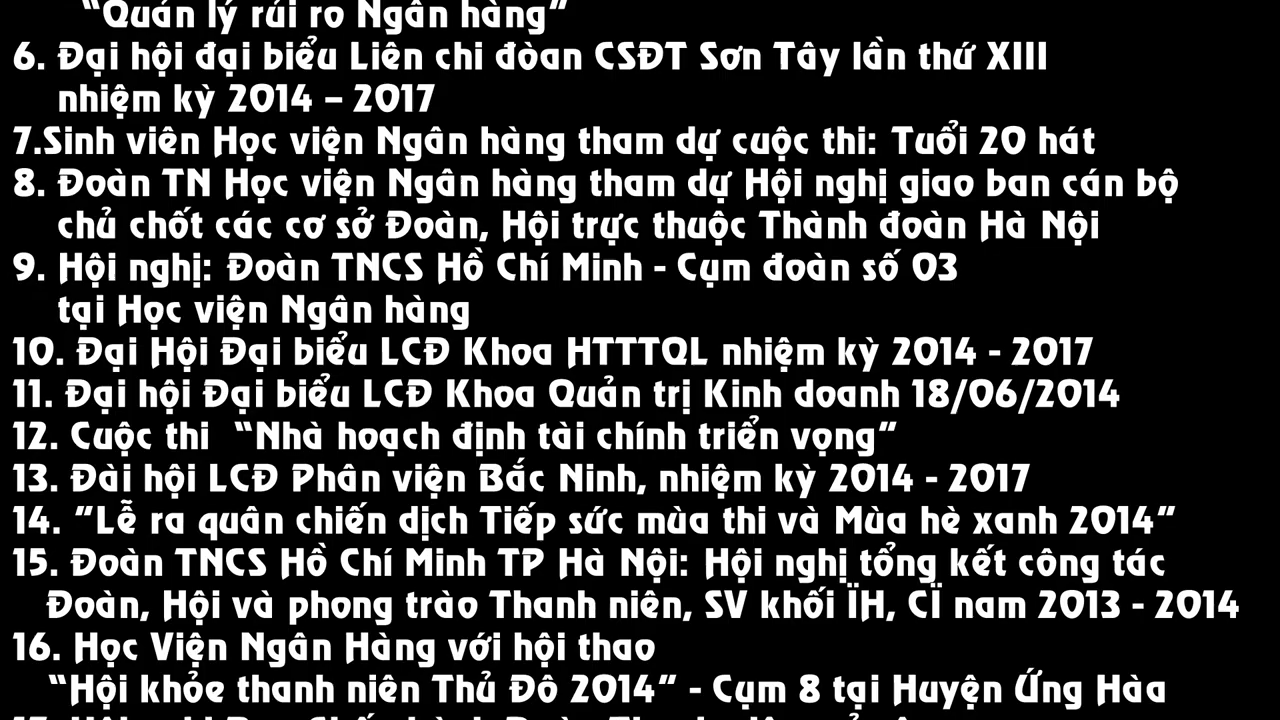 “Quản lý rủi ro Ngân hàng”
6. Đại hội đại biểu Liên chi đòan CSĐT Sơn Tây lần thứ XIII
nhiệm kỳ 2014 – 2017
7.Sinh viên Học viện Ngân hàng tham dự cuộc thi: Tuổi 20 hát
8. Đoàn TN Học viện Ngân hàng tham dự Hội nghị giao ban cán bộ
chủ chốt các cơ sở Đoàn, Hội trực thuộc Thành đoàn Hà Nội
9. Hội nghị: Đoàn TNCS Hồ Chí Minh - Cụm đoàn số 03
tại Học viện Ngân hàng
10. Đại Hội Đại biểu LCĐ Khoa HTTTQL nhiệm kỳ 2014 - 2017
11. Đại hội Đại biểu LCĐ Khoa Quản trị Kinh doanh 18/06/2014
12. Cuộc thi “Nhà hoạch định tài chính triển vọng”
13. Đài hội LCĐ Phân viện Bắc Ninh, nhiệm kỳ 2014 - 2017
14. “Lễ ra quân chiến dịch Tiếp sức mùa thi và Mùa hè xanh 2014”
15. Đoàn TNCS Hồ Chí Minh TP Hà Nội: Hội nghị tổng kết công tác
Đoàn, Hội và phong trào Thanh niên, SV khối ÏH, CÏ nam 2013 - 2014
16. Học Viện Ngân Hàng với hội thao
“Hội khỏe thanh niên Thủ Đô 2014” - Cụm 8 tại Huyện Ứng Hàa